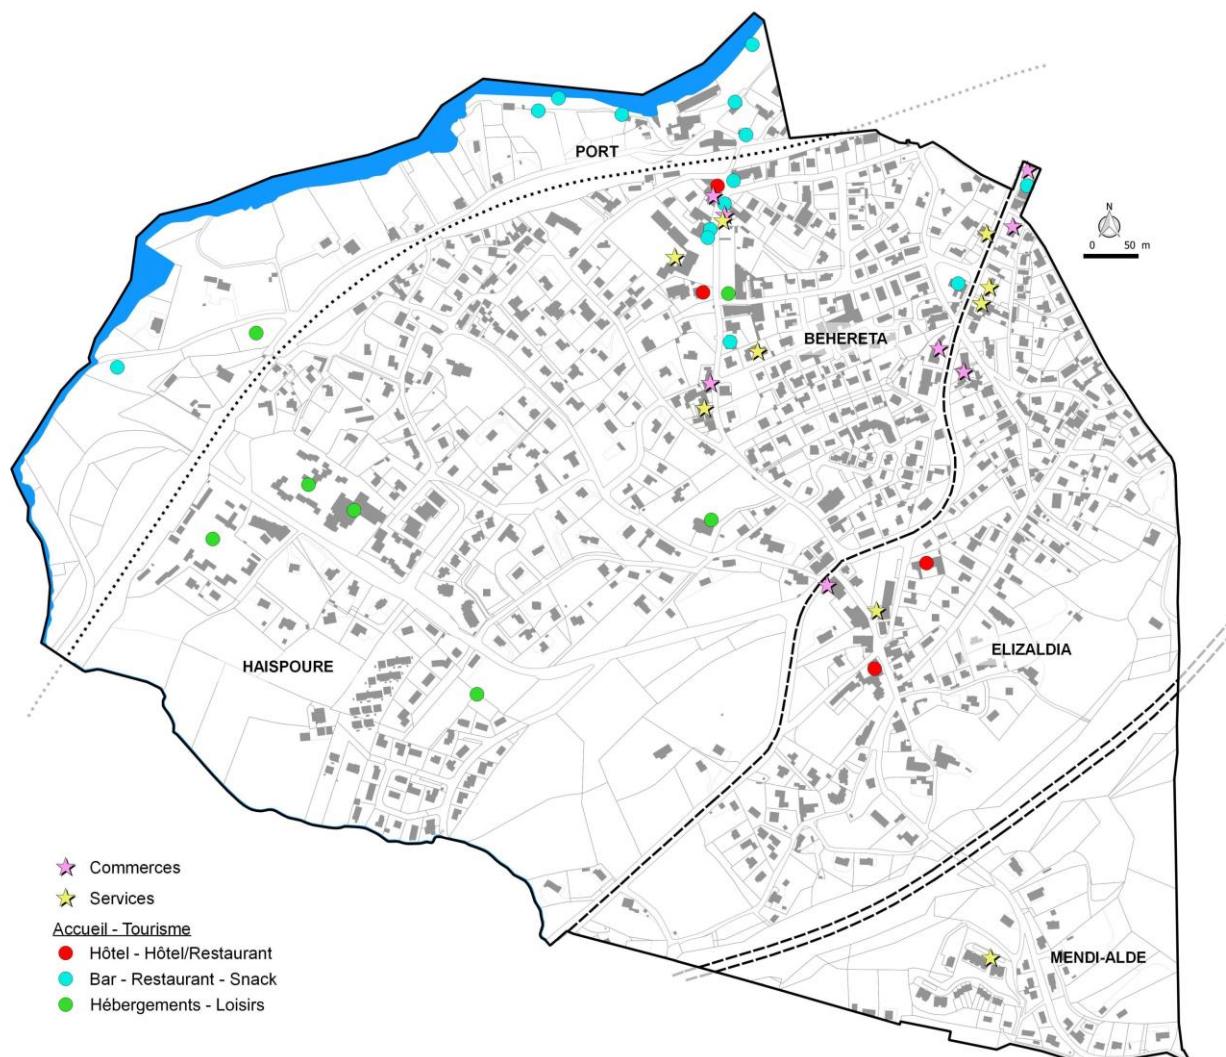 PORT
N
0 50 m
BEHERETA
ELIZALDIA
HAISPOURE
MENDI-ALDE
Commerces
Services
Accueil - Tourisme
Hôtel - Hôtel/Restaurant
Bar - Restaurant - Snack
Hébergements - Loisirs